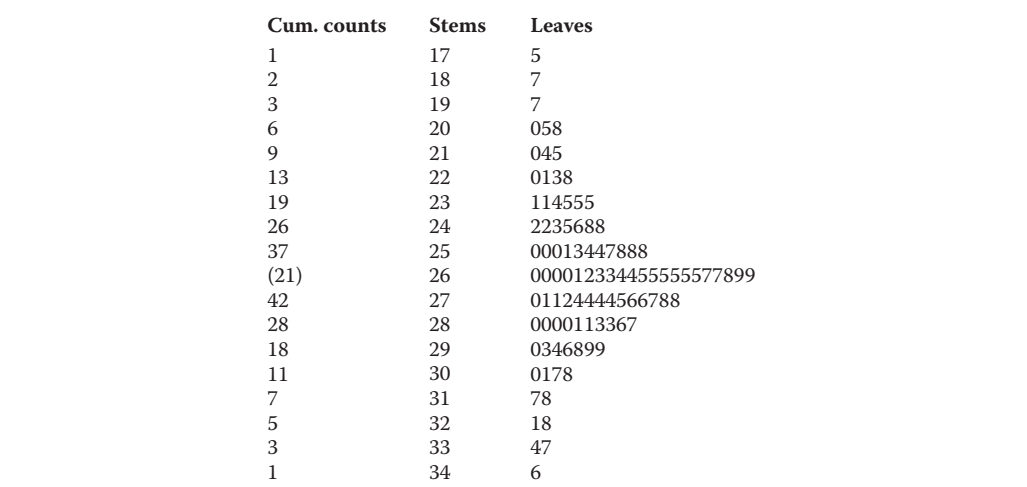 Cum. counts Stems Leaves
1 17 5
2 18 7
3 19 7
6 20 058
9 21 045
13 22 0138
19 23 114555
26 24 2235688
37 25 00013447888
(21) 26 000012334455555577899
42 27 01124444566788
28 28 0000113367
18 29 0346899
11 30 0178
7 31 78
5 32 18
3 33 47
1 34 6